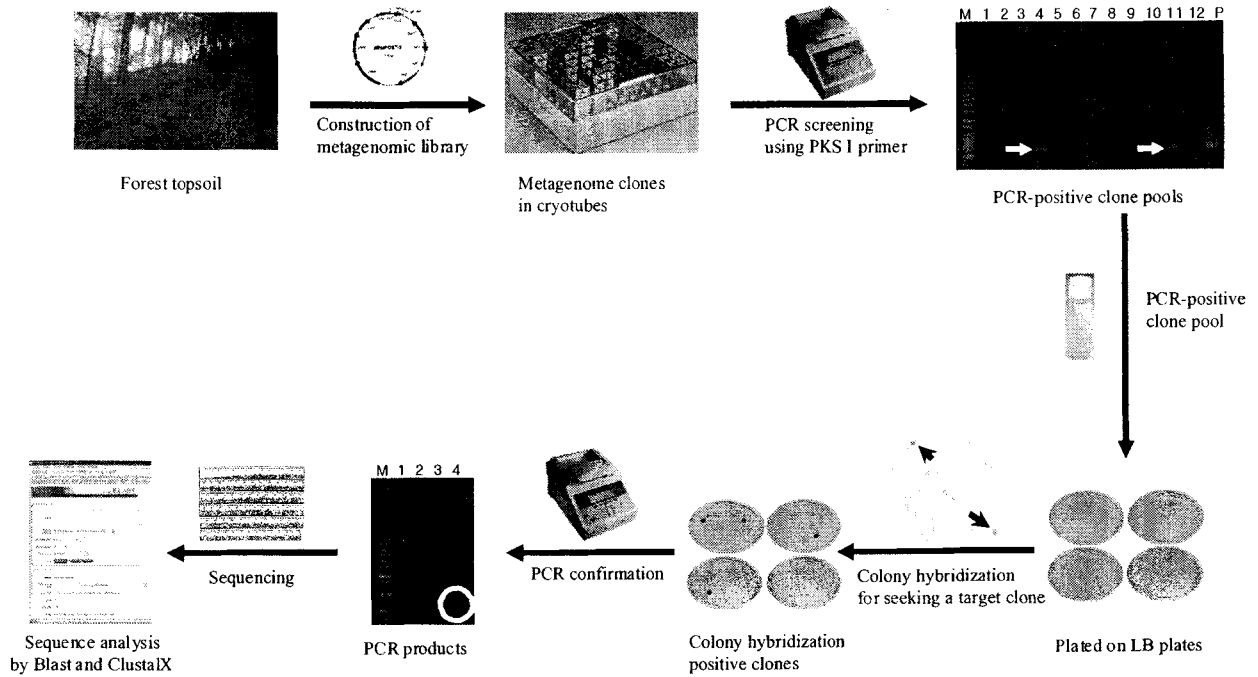 M 1 2 3 4 5 6 7 8 9 10 11 12 P
Construction of
metagenomic library
PCR screening
using PKS I primer
Forest topsoil
Metagenome clones
in cryotubes
PCR-positive clone pools
PCR-positive
clone pool
M 1 2 3 4
Sequencing
PCR confirmation
Colony hybridization
for seeking a target clone
Sequence analysis
by Blast and ClustalX
PCR products
Colony hybridization
positive clones
Plated on LB plates